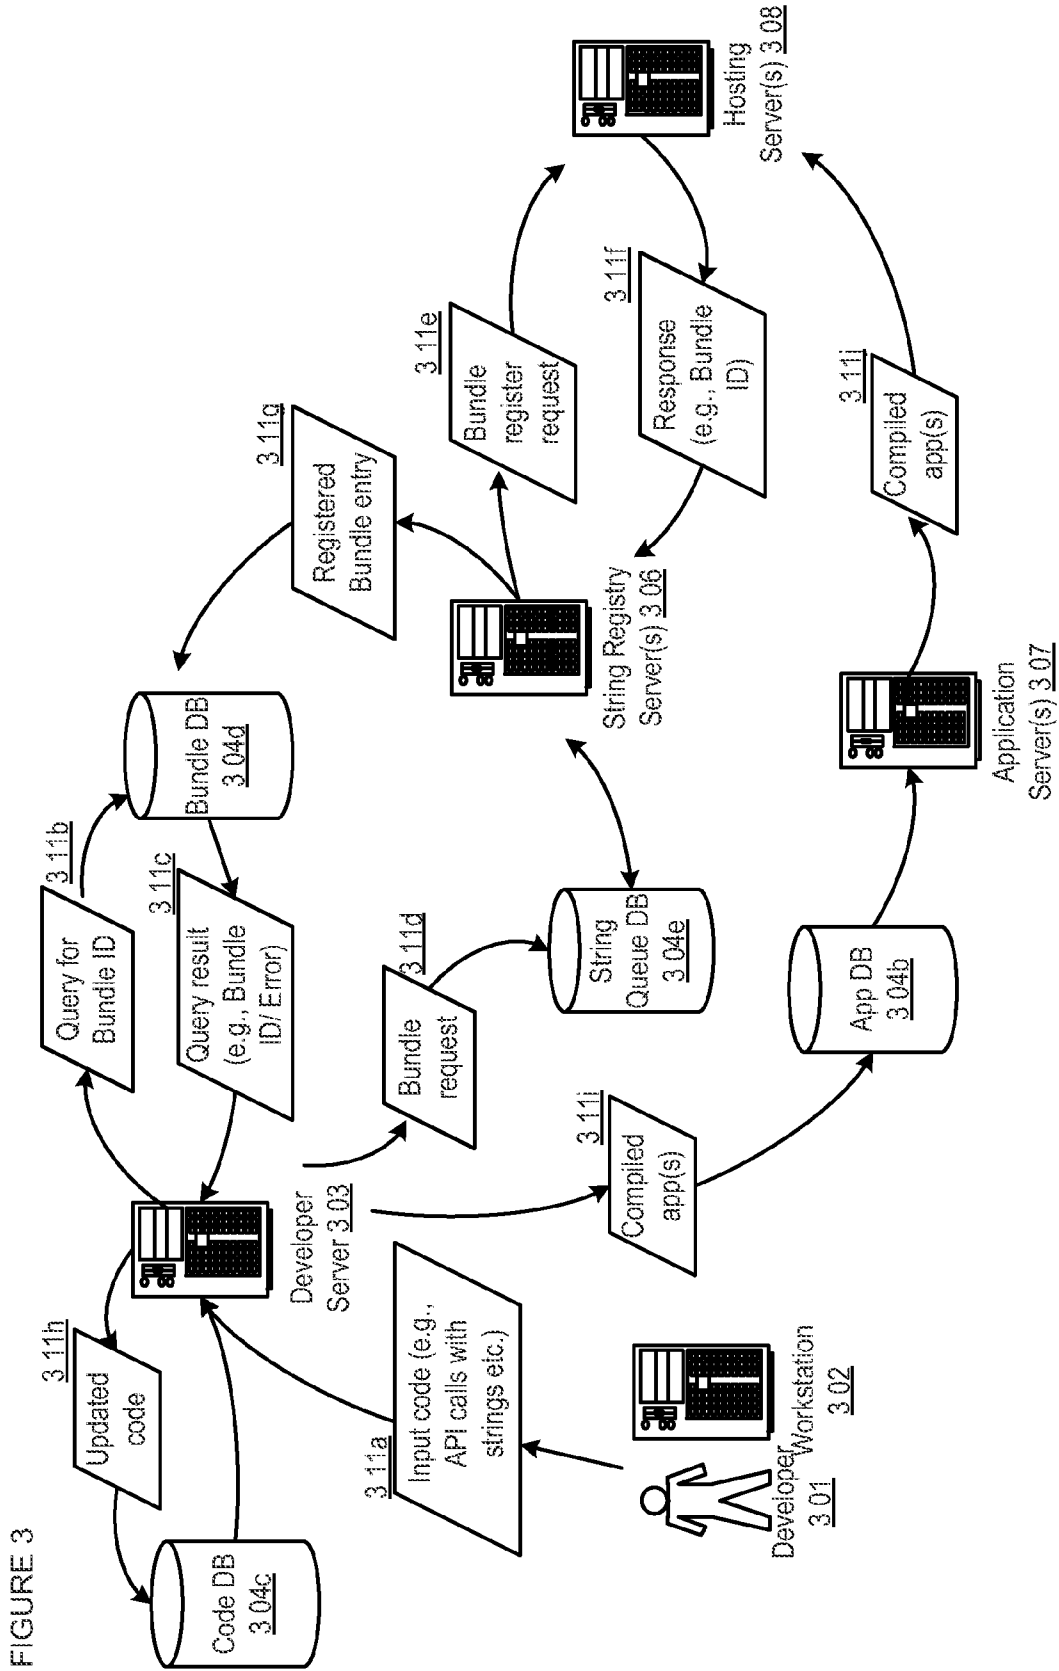 FIGURE 3
Code DB
3 04c
Updated
code
3 11h
Developer
Server 3 03
Query for
Bundle ID
3 11b
Query result
(e.g., Bundle
ID/ Error)
3 11c
Bundle DB
3 04d
Registered
Bundle entry
3 11g
Input code (e.g.,
API calls with
strings etc.)
3 11a
Developer
3 01
Workstation
3 02
Bundle
request
3 11d
String
Queue DB
3 04e
String Registry
Server(s) 3 06
Bundle
register
request
3 11e
Response
(e.g., Bundle
ID)
3 11f
Hosting
Server(s) 3 08
Compiled
app(s)
3 11i
App DB
3 04b
Application
Server(s) 3 07
Compiled
app(s)
3 11i